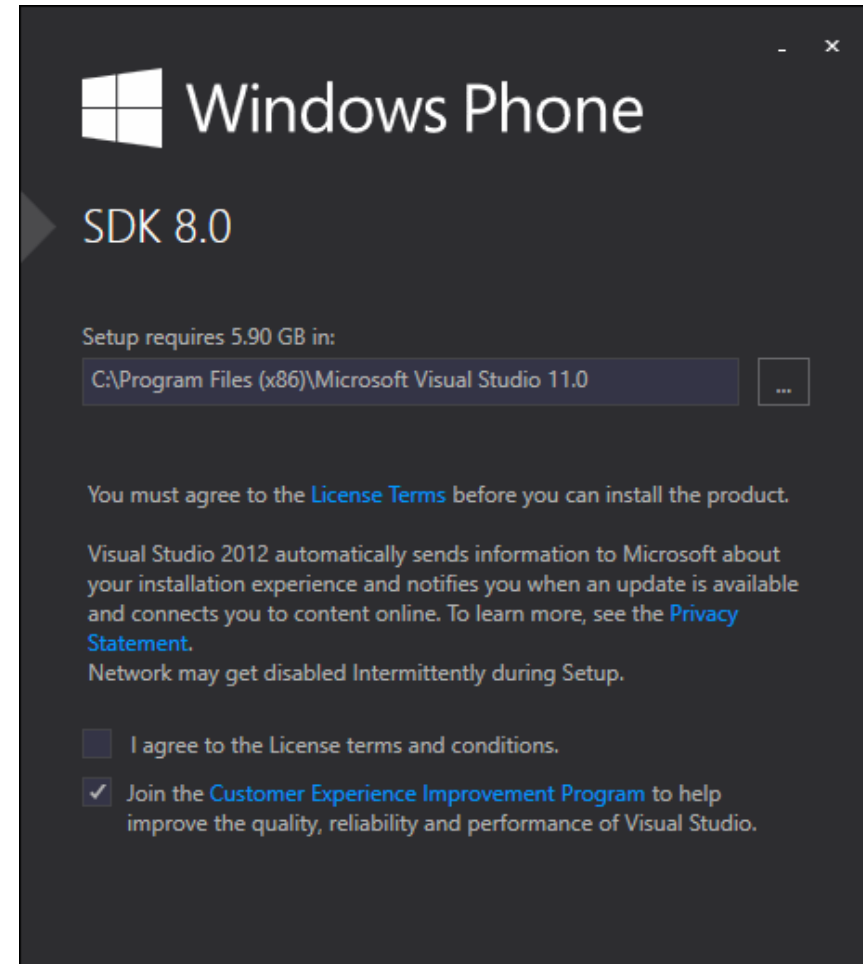 Windows Phone
SDK 8.0
Setup requires 5.90 GB in:
C:\Program Files (x86)\Microsoft Visual Studio 11.0
...
You must agree to the License Terms before you can install the product.
Visual Studio 2012 automatically sends information to Microsoft about
your installation experience and notifies you when an update is available
and connects you to content online. To learn more, see the Privacy
Statement.
Network may get disabled Intermittently during Setup.
I agree to the License terms and conditions.
Join the Customer Experience Improvement Program to help
improve the quality, reliability and performance of Visual Studio.